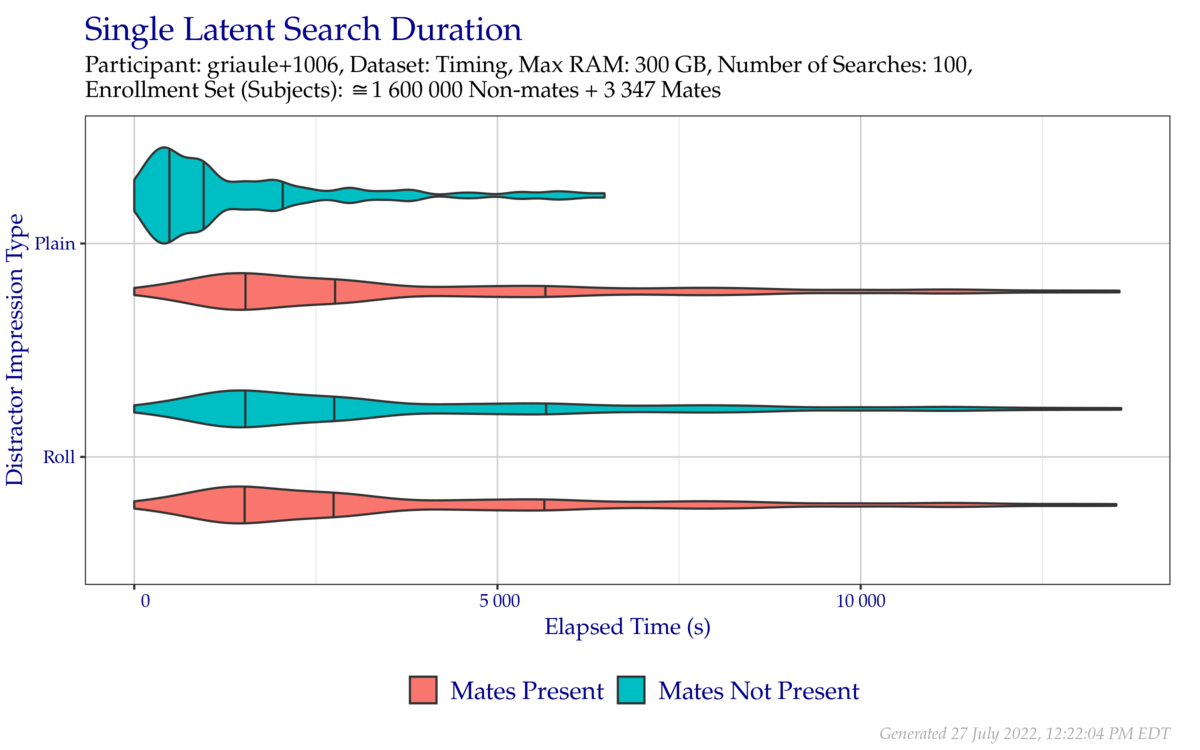 Single Latent Search Duration
Participant: griaule+1006, Dataset: Timing, Max RAM: 300 GB, Number of Searches: 100,
Enrollment Set (Subjects): ≅1 600 000 Non-mates + 3 347 Mates
Distractor Impression Type
Plain
Roll
0 5 000 10 000
Elapsed Time (s)
Mates Present Mates Not Present
Generated 27 July 2022, 12:22:04 PM EDT